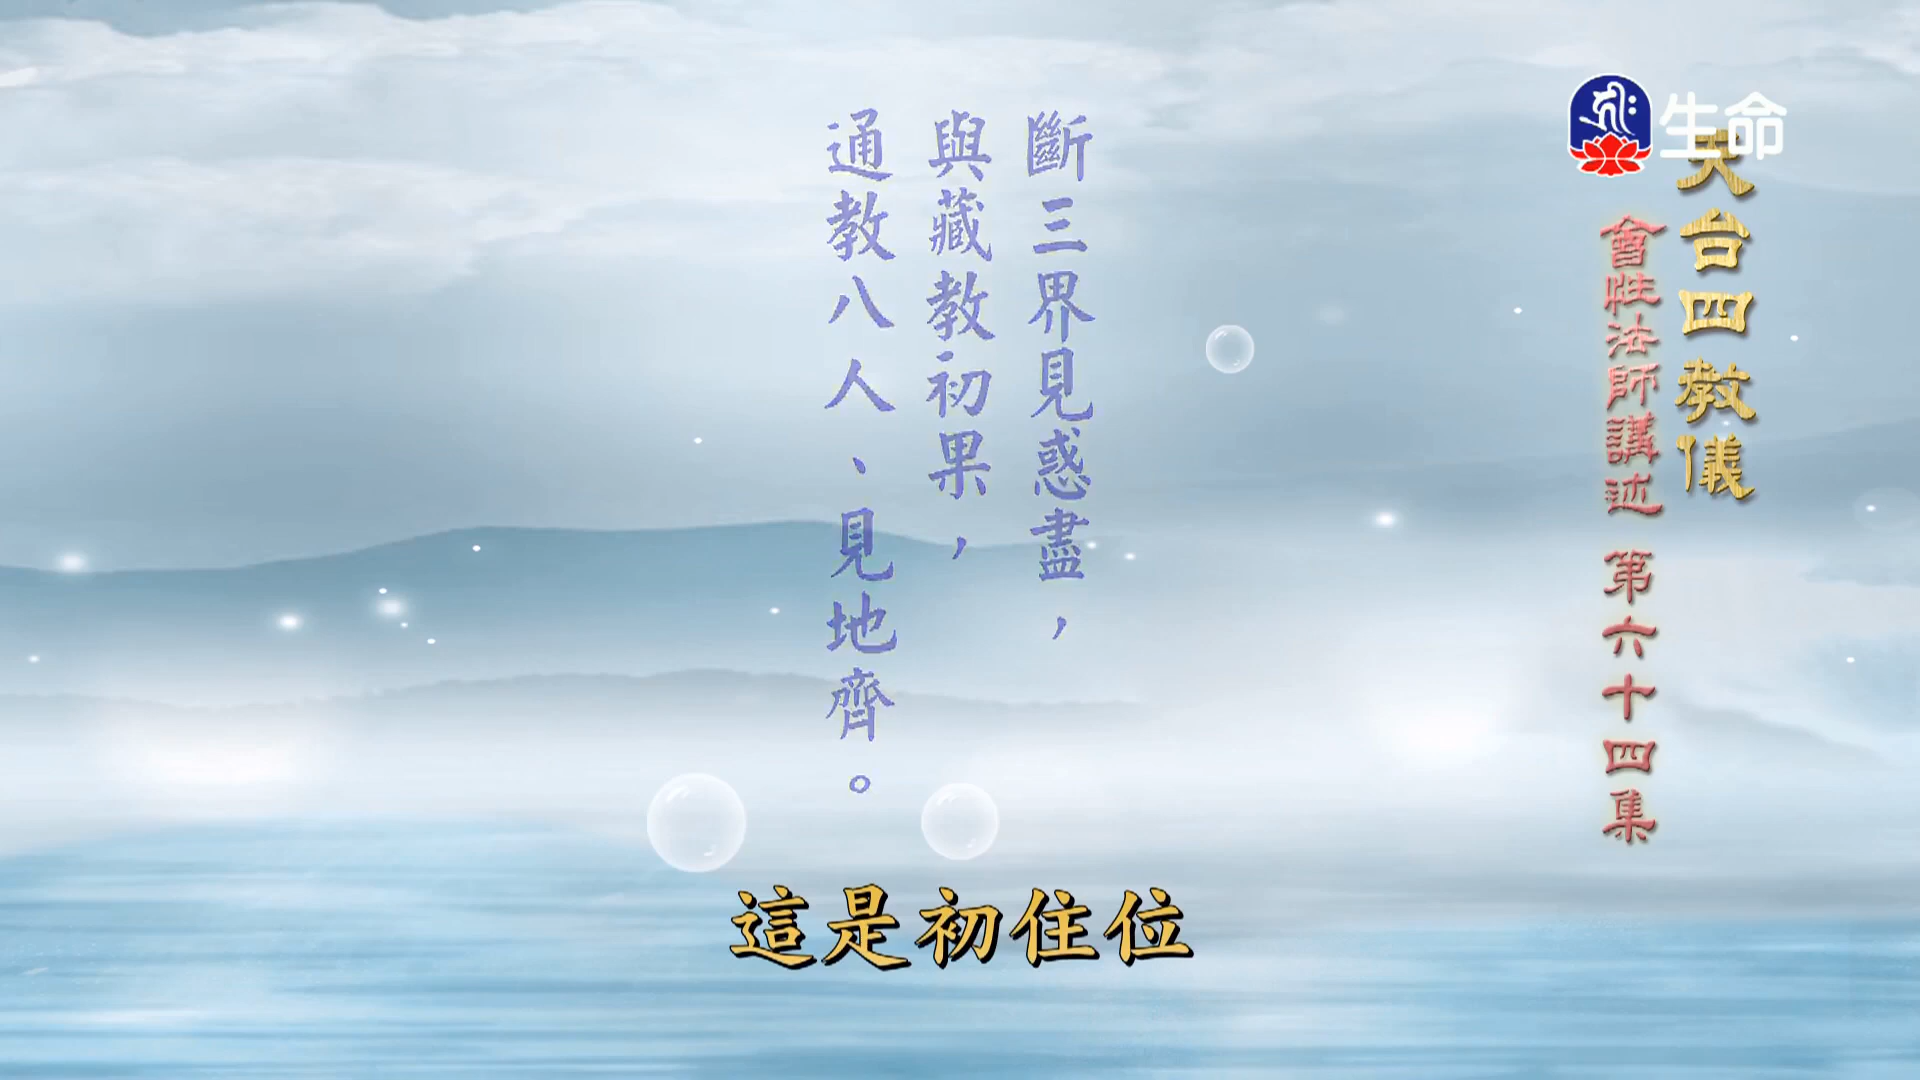 生命
天台四教儀
會性法師講述 第六十四集
斷三界見惑盡，
與藏教初果，
通教八人、見地齊。
這是初住位